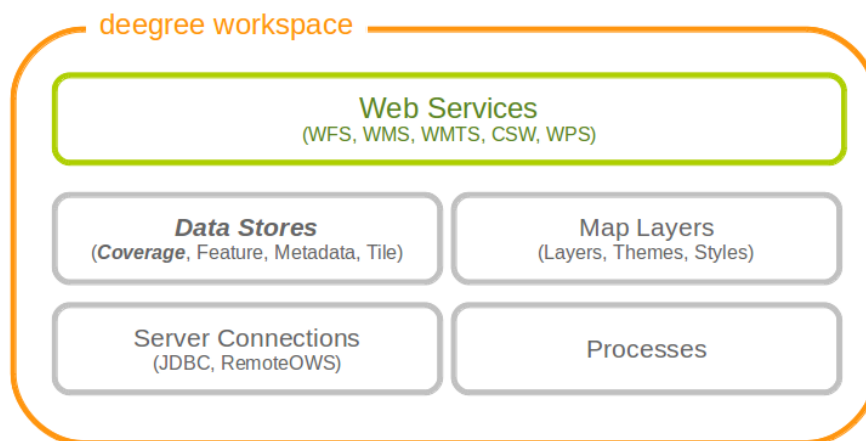 deegree workspace
Web Services
(WFS, WMS, WMTS, CSW, WPS)
Data Stores
(Coverage, Feature, Metadata, Tile)
Map Layers
(Layers, Themes, Styles)
Server Connections
(JDBC, RemoteOWS)
Processes